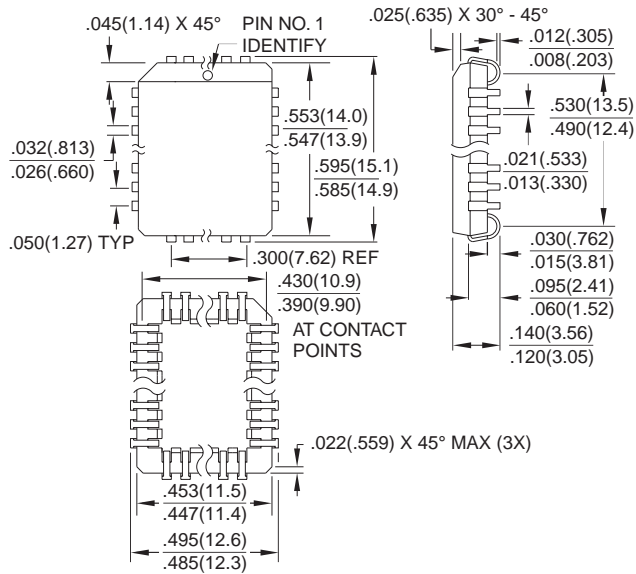 .045(1.14) X 45°
PIN NO. 1
IDENTIFY
.025(.635) X 30° - 45°
.012(.305)
.008(.203)
.553(14.0)
.547(13.9)
.530(13.5)
.490(12.4)
.032(.813)
.026(.660)
.595(15.1)
.585(14.9)
.021(.533)
.013(.330)
.050(1.27) TYP
.300(7.62) REF
.030(.762)
.015(3.81)
.430(10.9)
.390(9.90)
AT CONTACT
POINTS
.095(2.41)
.060(1.52)
.140(3.56)
.120(3.05)
.022(.559) X 45° MAX (3X)
.453(11.5)
.447(11.4)
.495(12.6)
.485(12.3)